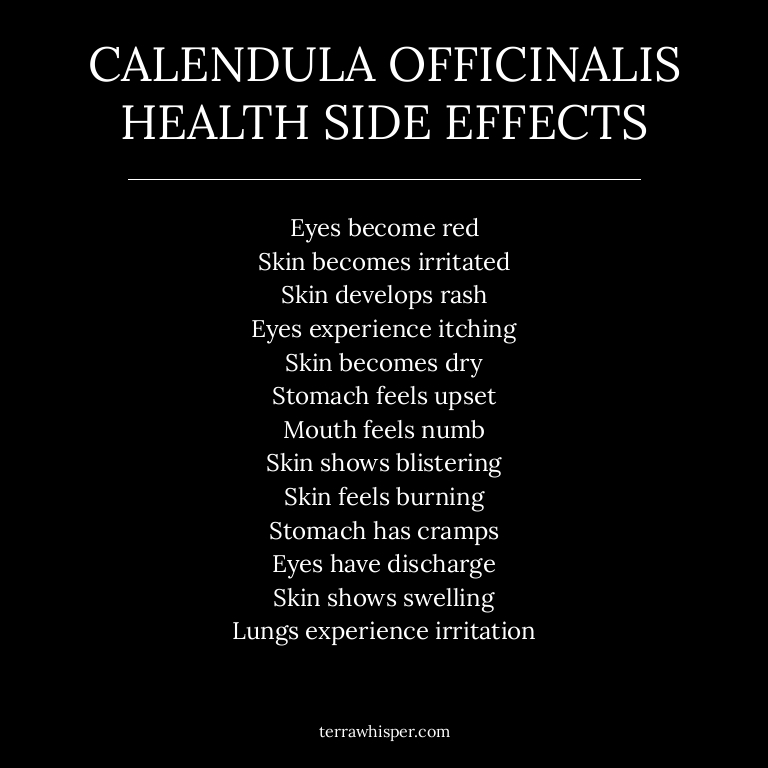 CALENDULA OFFICINALIS
HEALTH SIDE EFFECTS
Eyes become red
Skin becomes irritated
Skin develops rash
Eyes experience itching
Skin becomes dry
Stomach feels upset
Mouth feels numb
Skin shows blistering
Skin feels burning
Stomach has cramps
Eyes have discharge
Skin shows swelling
Lungs experience irritation
terrawhisper.com